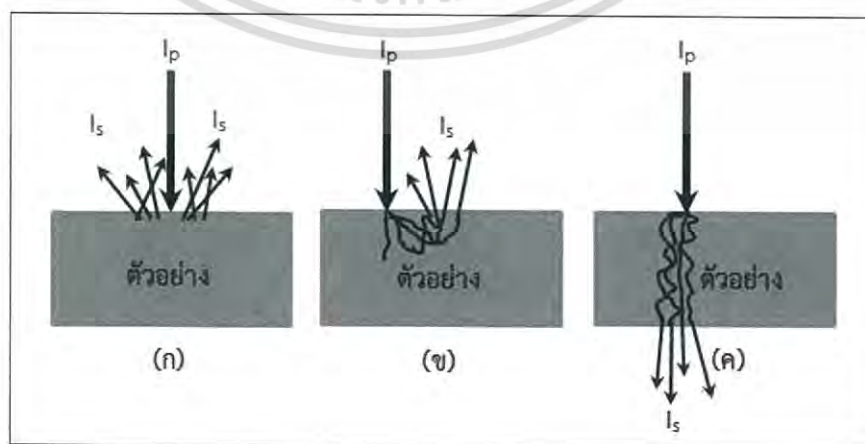 Ip Ip Ip
Is Is Is
ตัวอย่าง ตัวอย่าง ตัวอย่าง
(ก) (ข) (ค)
Is